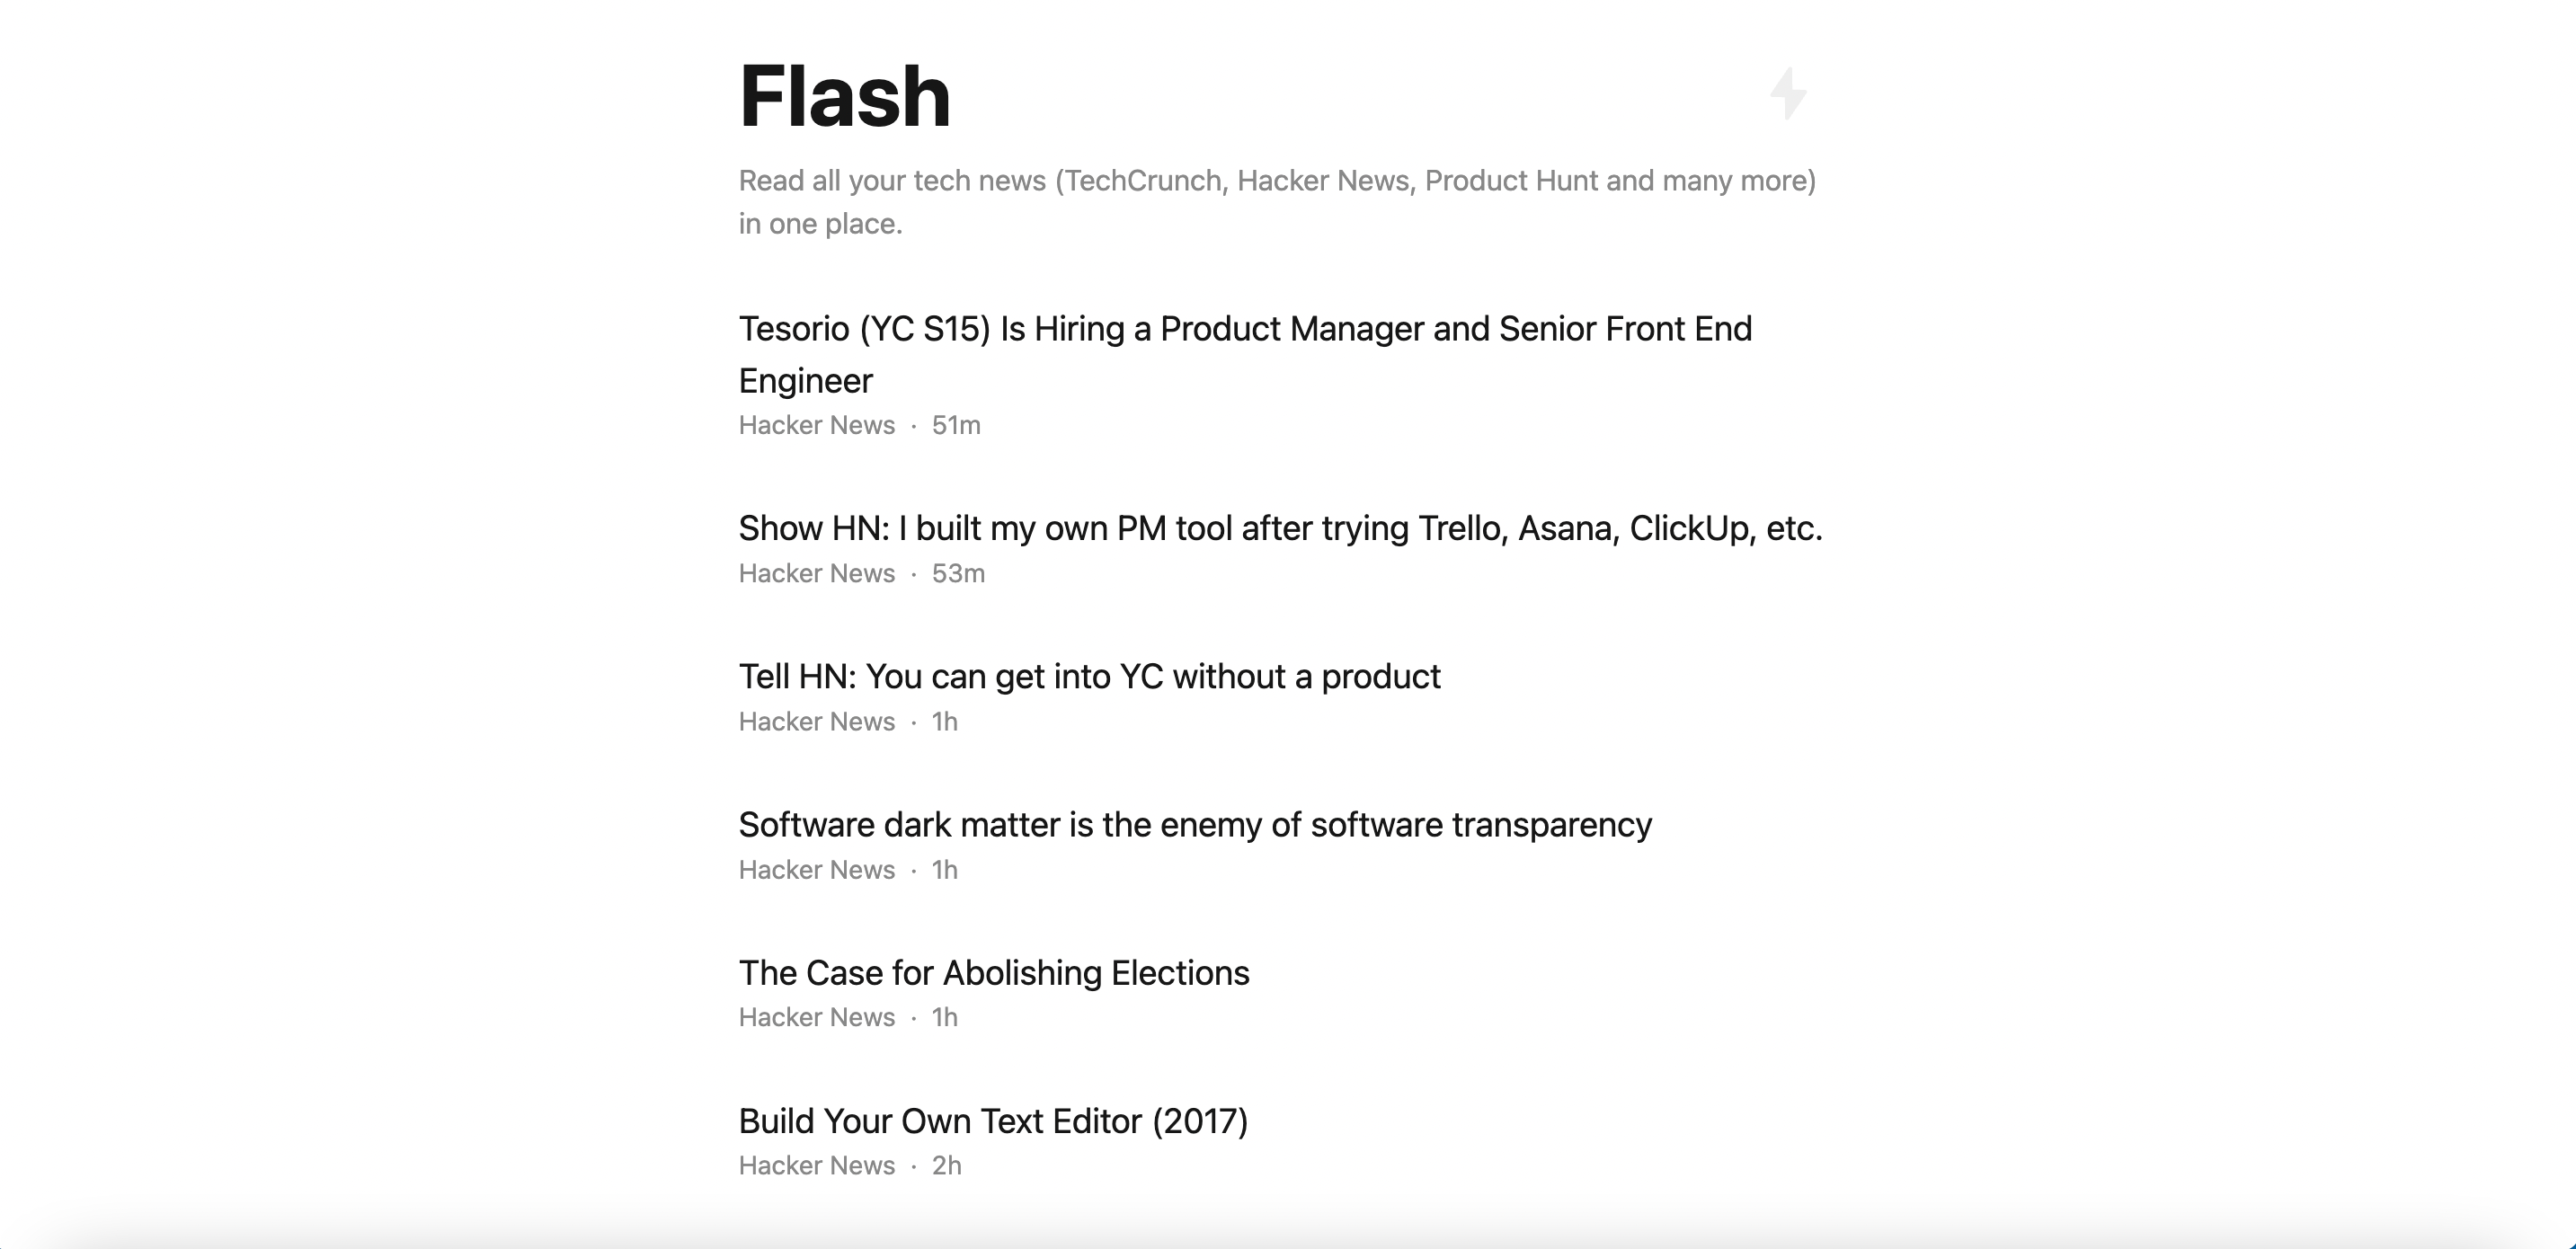 Flash
Read all your tech news (TechCrunch, Hacker News, Product Hunt and many more)
in one place.
Tesorio (YC S15) Is Hiring a Product Manager and Senior Front End
Engineer
Hacker News · 51m
Show HN: I built my own PM tool after trying Trello, Asana, ClickUp, etc.
Hacker News · 53m
Tell HN: You can get into YC without a product
Hacker News · 1h
Software dark matter is the enemy of software transparency
Hacker News · 1h
The Case for Abolishing Elections
Hacker News · 1h
Build Your Own Text Editor (2017)
Hacker News · 2h